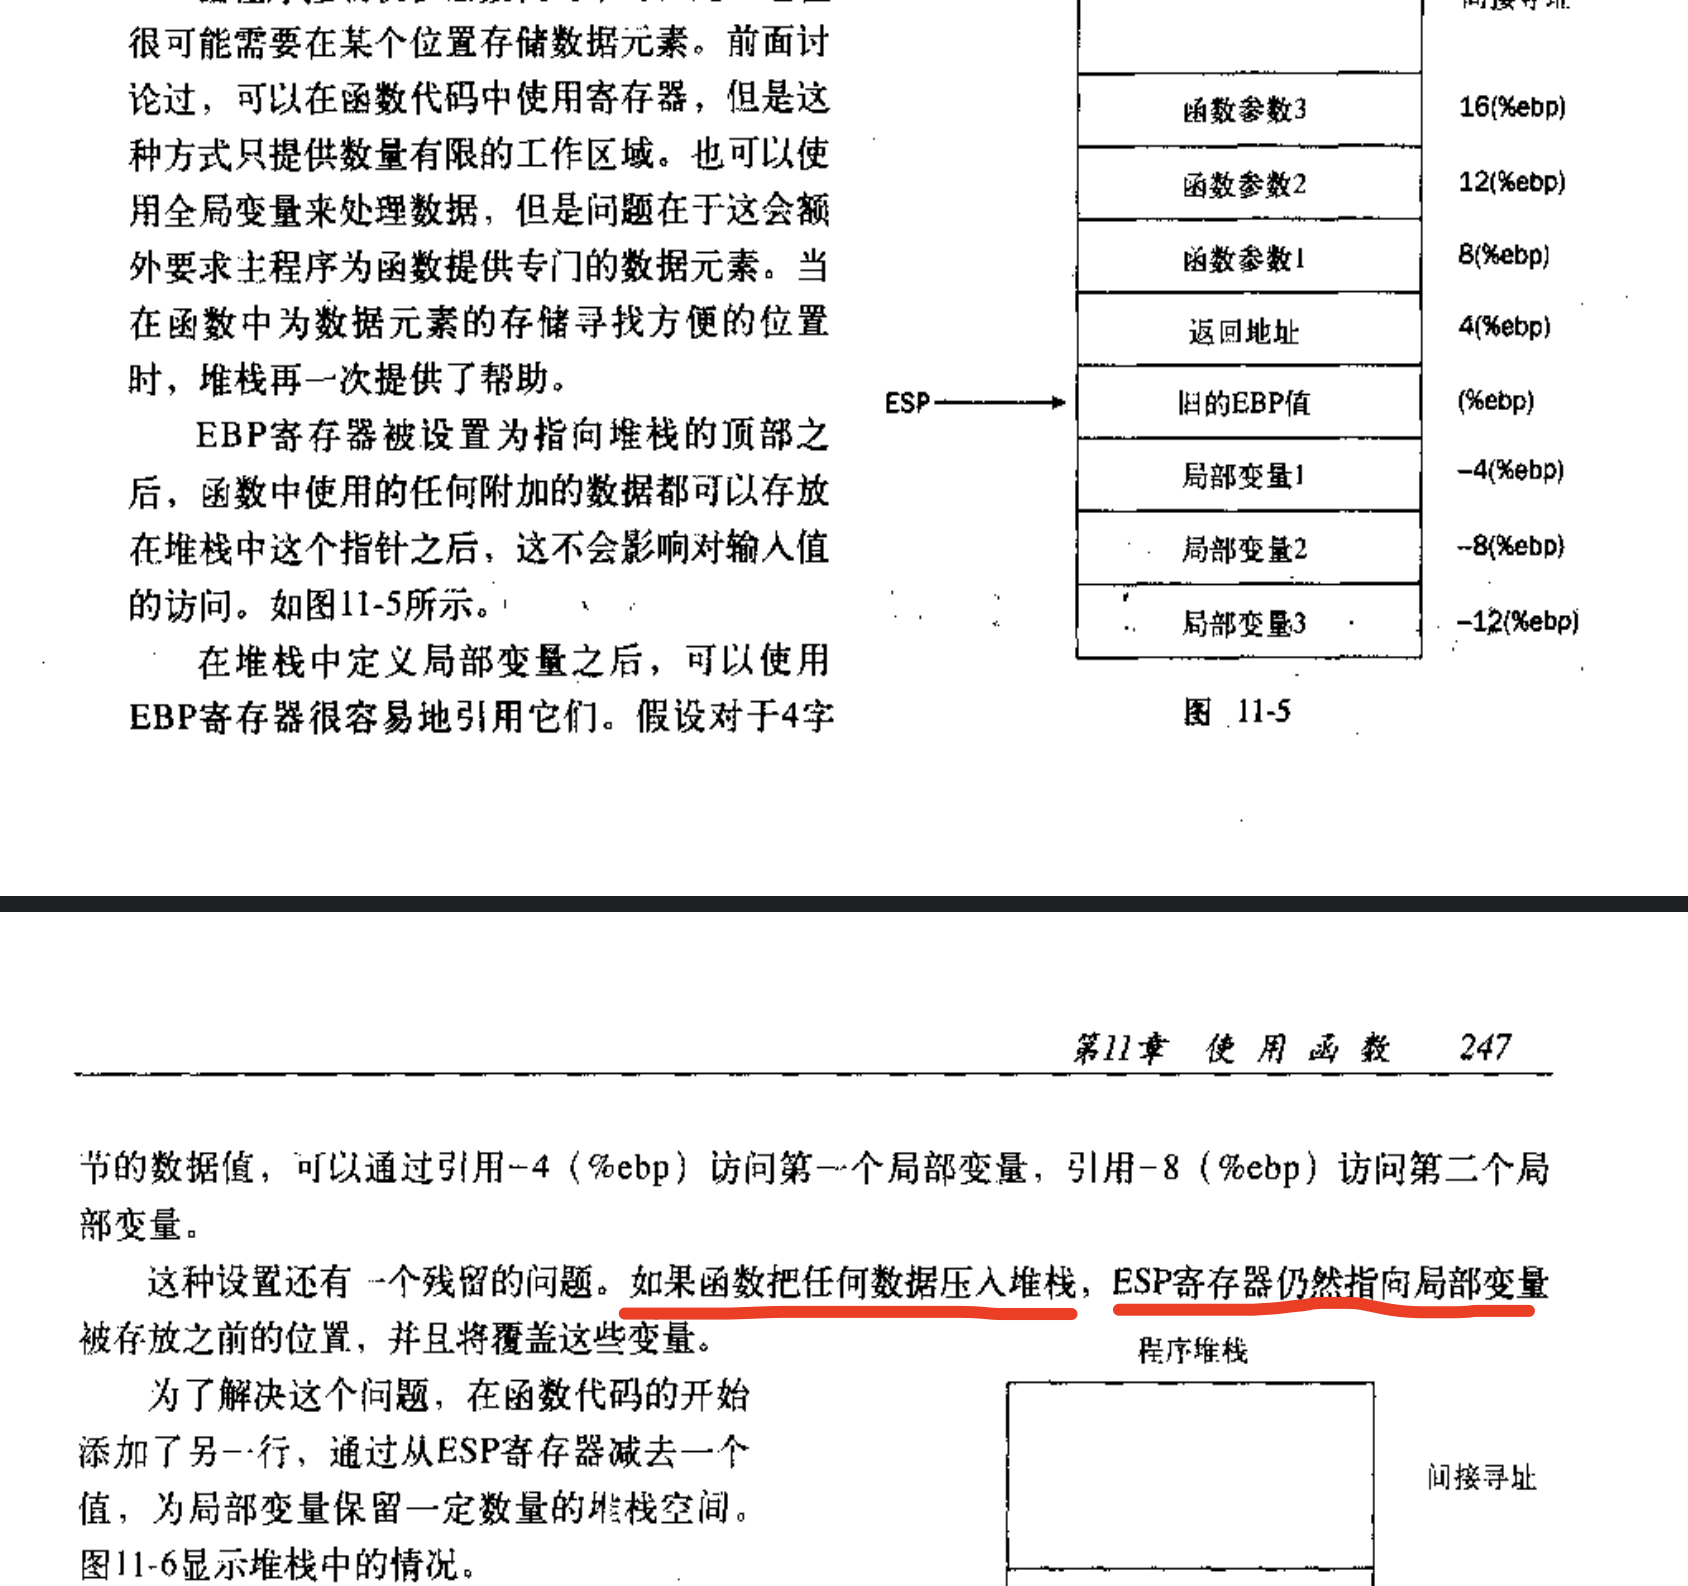 很可能需要在某个位置存储数据元素。前面讨
论过，可以在函数代码中使用寄存器，但是这
种方式只提供数量有限的工作区域。也可以使
用全局变量来处理数据，但是问题在于这会额
外要求主程序为函数提供专门的数据元素。当
在函数中为数据元素的存储寻找方便的位置
时，堆栈再一次提供了帮助。
EBP寄存器被设置为指向堆栈的顶部之
后，函数中使用的任何附加的数据都可以存放
在堆栈中这个指针之后，这不会影响对输入值
的访问。如图11-5所示。
在堆栈中定义局部变量之后，可以使用
EBP寄存器很容易地引用它们。假设对于4字
间接寻址
函数参数3 16(%ebp)
函数参数2 12(%ebp)
函数参数1 8(%ebp)
返回地址 4(%ebp)
ESP 旧的EBP值 (%ebp)
局部变量1 –4(%ebp)
局部变量2 –8(%ebp)
局部变量3 –12(%ebp)
图 11-5
第11章 使用函数 247
节的数据值，可以通过引用–4（%ebp）访问第一个局部变量，引用–8（%ebp）访问第二个局
部变量。
这种设置还有一个残留的问题。如果函数把任何数据压入堆栈，ESP寄存器仍然指向局部变量
被存放之前的位置，并且将覆盖这些变量。
为了解决这个问题，在函数代码的开始
添加了另一行，通过从ESP寄存器减去一个
值，为局部变量保留一定数量的堆栈空间。
图11-6显示堆栈中的情况。
程序堆栈
间接寻址